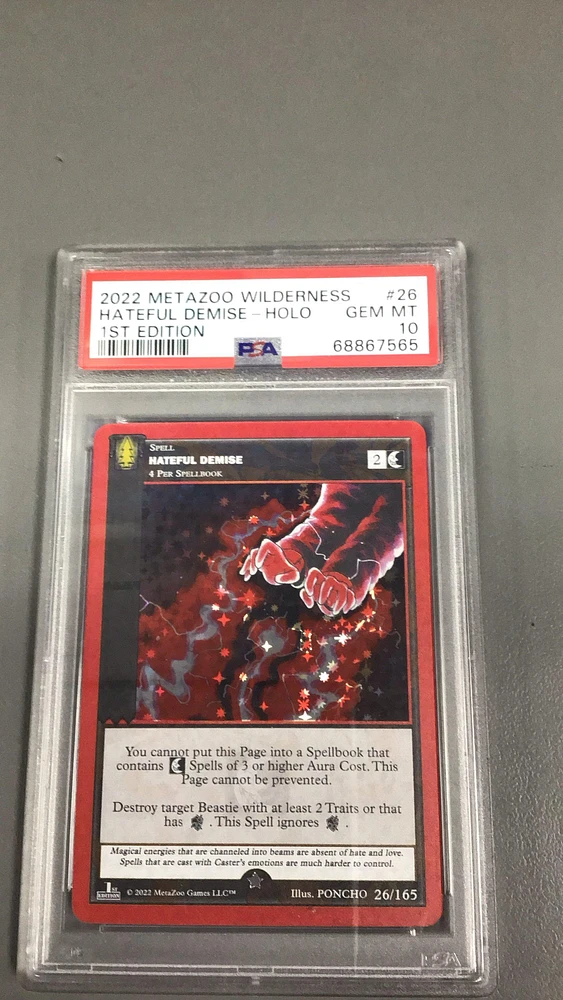 2022 METAZOO WILDERNESS #26
HATEFUL DEMISE - HOLO GEM MT
1ST EDITION 10
PSA 68867565
SPELL
HATEFUL DEMISE
4 PER SPELLBOOK
2
You cannot put this Page into a Spellbook that
contains Spells of 3 or higher Aura Cost. This
Page cannot be prevented.
Destroy target Beastie with at least 2 Traits or that
has . This Spell ignores .
Magical energies that are channeled into beams are absent of hate and love.
Spells that are cast with Caster's emotions are much harder to control.
1ST EDITION © 2022 MetaZoo Games LLC™ Illus. PONCHO 26/165
PSA